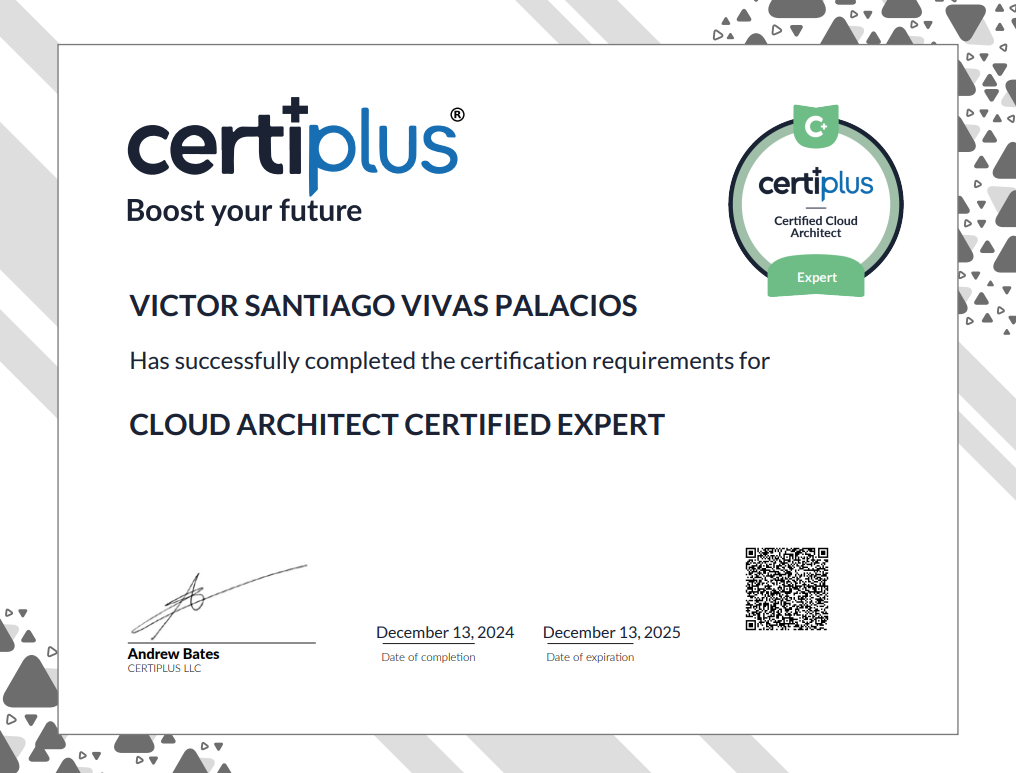 certiplus®
Boost your future
certiplus
Certified Cloud
Architect
Expert
VICTOR SANTIAGO VIVAS PALACIOS
Has successfully completed the certification requirements for
CLOUD ARCHITECT CERTIFIED EXPERT
Andrew Bates
CERTIPLUS LLC
December 13, 2024
Date of completion
December 13, 2025
Date of expiration